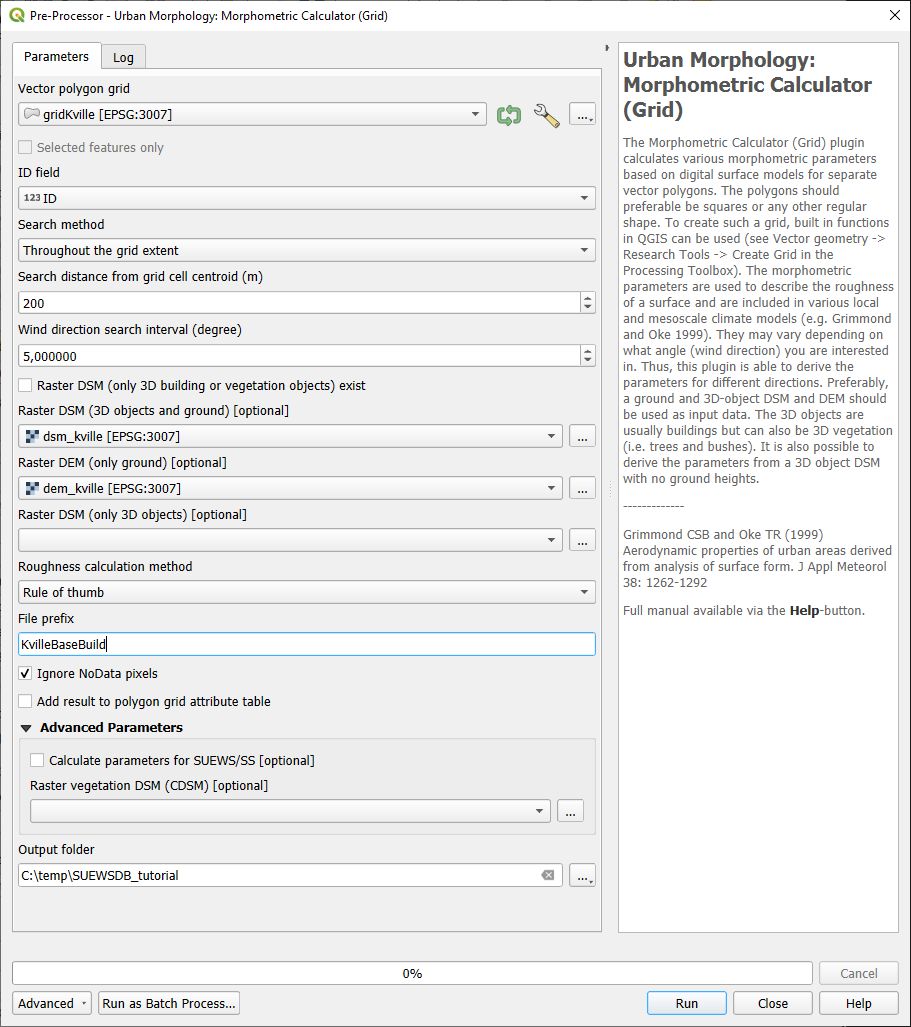 Pre-Processor - Urban Morphology: Morphometric Calculator (Grid)
Parameters
Log
Vector polygon grid
gridKville [EPSG:3007]
...
Selected features only
ID field
123 ID
Search method
Throughout the grid extent
Search distance from grid cell centroid (m)
200
Wind direction search interval (degree)
5,000000
Raster DSM (only 3D building or vegetation objects) exist
Raster DSM (3D objects and ground) [optional]
dsm_kville [EPSG:3007]
...
Raster DEM (only ground) [optional]
dem_kville [EPSG:3007]
...
Raster DSM (only 3D objects) [optional]
...
Roughness calculation method
Rule of thumb
File prefix
KvilleBaseBuild
Ignore NoData pixels
Add result to polygon grid attribute table
Advanced Parameters
Calculate parameters for SUEWS/SS [optional]
Raster vegetation DSM (CDSM) [optional]
...
Output folder
C:\temp\SUEWSDB_tutorial
...
Urban Morphology:
Morphometric Calculator
(Grid)
The Morphometric Calculator (Grid) plugin
calculates various morphometric parameters
based on digital surface models for separate
vector polygons. The polygons should
preferable be squares or any other regular
shape. To create such a grid, built in functions
in QGIS can be used (see Vector geometry ->
Research Tools -> Create Grid in the
Processing Toolbox). The morphometric
parameters are used to describe the roughness
of a surface and are included in various local
and mesoscale climate models (e.g. Grimmond
and Oke 1999). They may vary depending on
what angle (wind direction) you are interested
in. Thus, this plugin is able to derive the
parameters for different directions. Preferably,
a ground and 3D-object DSM and DEM should
be used as input data. The 3D objects are
usually buildings but can also be 3D vegetation
(i.e. trees and bushes). It is also possible to
derive the parameters from a 3D object DSM
with no ground heights.
-------------
Grimmond CSB and Oke TR (1999)
Aerodynamic properties of urban areas derived
from analysis of surface form. J Appl Meteorol
38: 1262-1292
Full manual available via the Help-button.
0%
Cancel
Advanced
Run as Batch Process...
Run
Close
Help